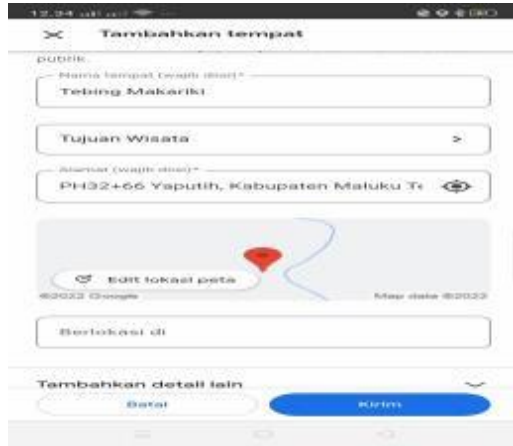 12.34
Tambahkan tempat
publik.
Nama tempat (wajib diisi)*
Tebing Makariki
Tujuan Wisata
Alamat (wajib diisi)*
PH32+66 Yaputih, Kabupaten Maluku Te
Edit lokasi peta
©2022 Google
Map data ©2022
Berlokasi di
Tambahkan detail lain
Batal
Kirim